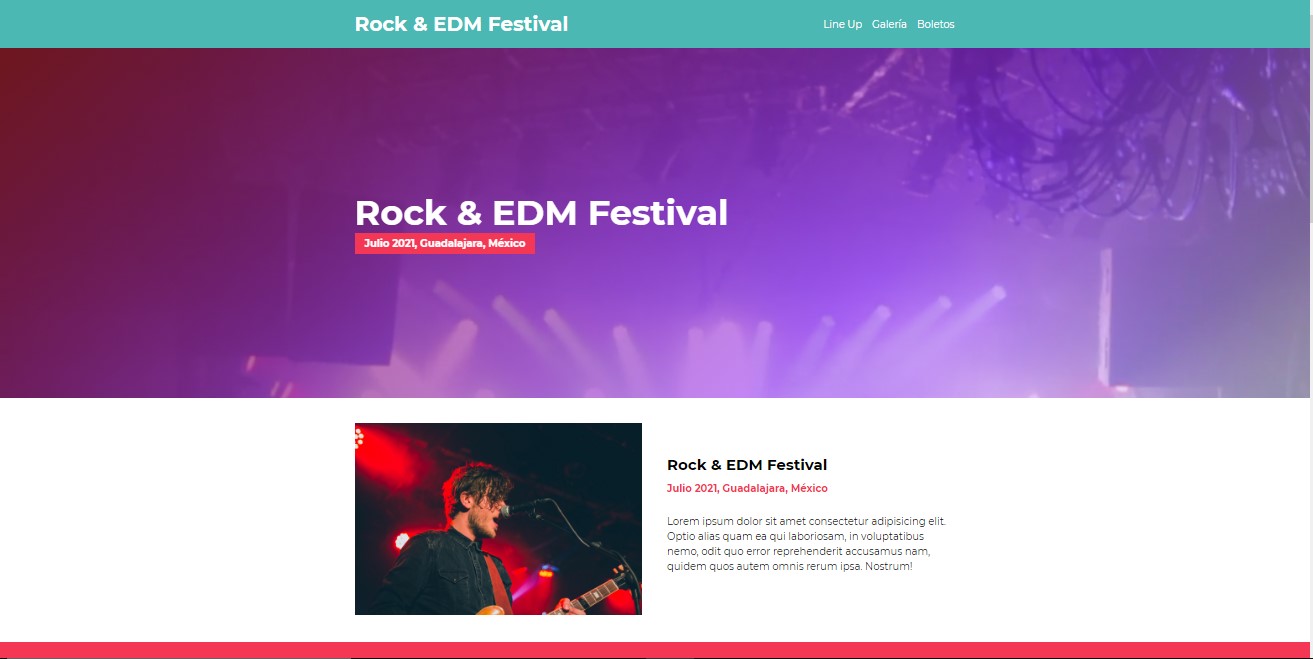 Rock & EDM Festival
Line Up Galería Boletos
Rock & EDM Festival
Julio 2021, Guadalajara, México
Rock & EDM Festival
Julio 2021, Guadalajara, México
Lorem ipsum dolor sit amet consectetur adipisicing elit.
Optio alias quam ea qui laboriosam, in voluptatibus
nemo, odit quo error reprehenderit accusamus nam,
quidem quos autem omnis rerum ipsa. Nostrum!